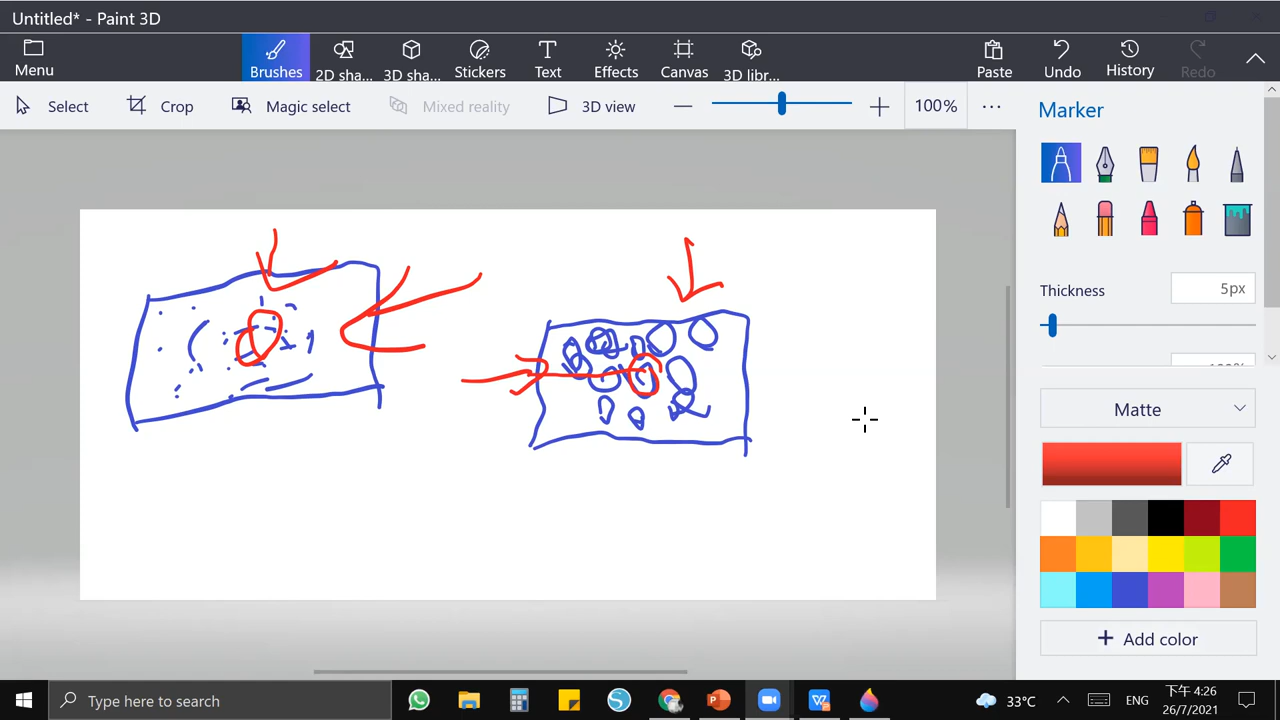 Untitled* - Paint 3D
Menu
Brushes
2D sha...
3D sha...
Stickers
Text
Effects
Canvas
3D libr...
Paste
Undo
History
Redo
Select
Crop
Magic select
Mixed reality
3D view
100%
Marker
Thickness
5px
Matte
Add color
Type here to search
33°C
ENG
下午 4:26
26/7/2021